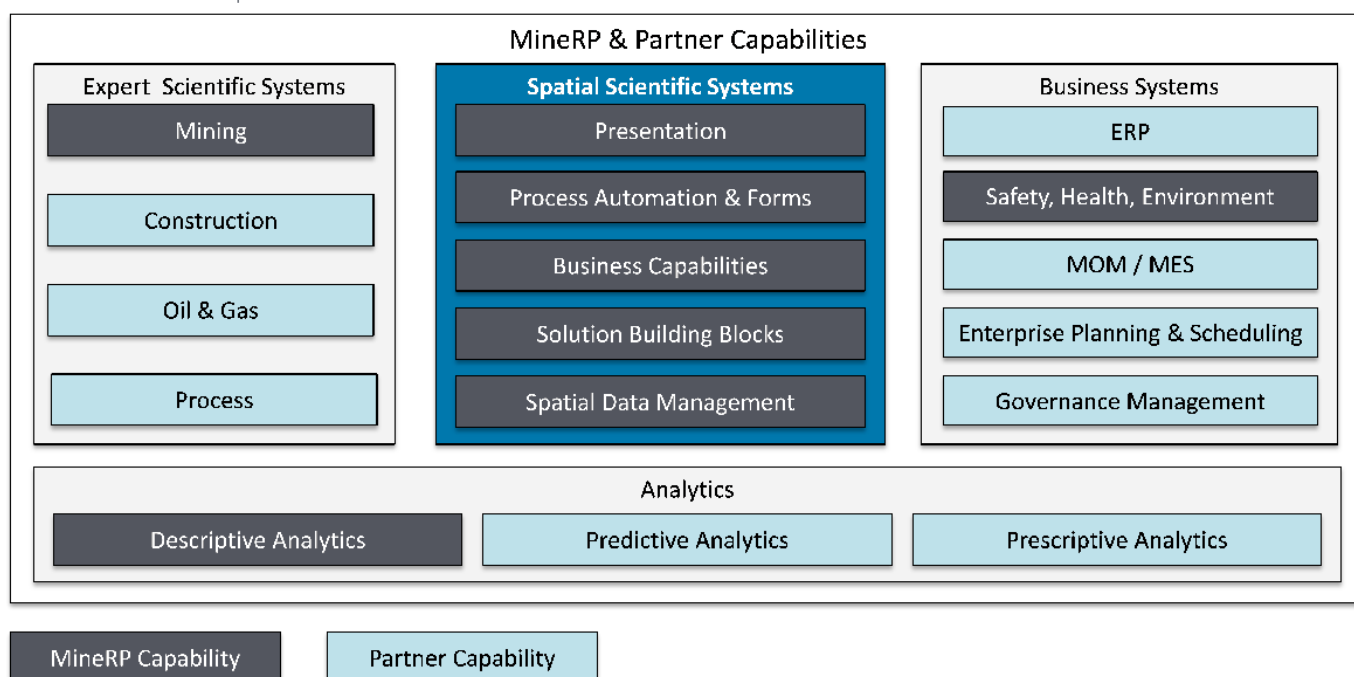 MineRP & Partner Capabilities
Expert Scientific Systems
Mining
Construction
Oil & Gas
Process
Spatial Scientific Systems
Presentation
Process Automation & Forms
Business Capabilities
Solution Building Blocks
Spatial Data Management
Business Systems
ERP
Safety, Health, Environment
MOM / MES
Enterprise Planning & Scheduling
Governance Management
Analytics
Descriptive Analytics
Predictive Analytics
Prescriptive Analytics
MineRP Capability
Partner Capability